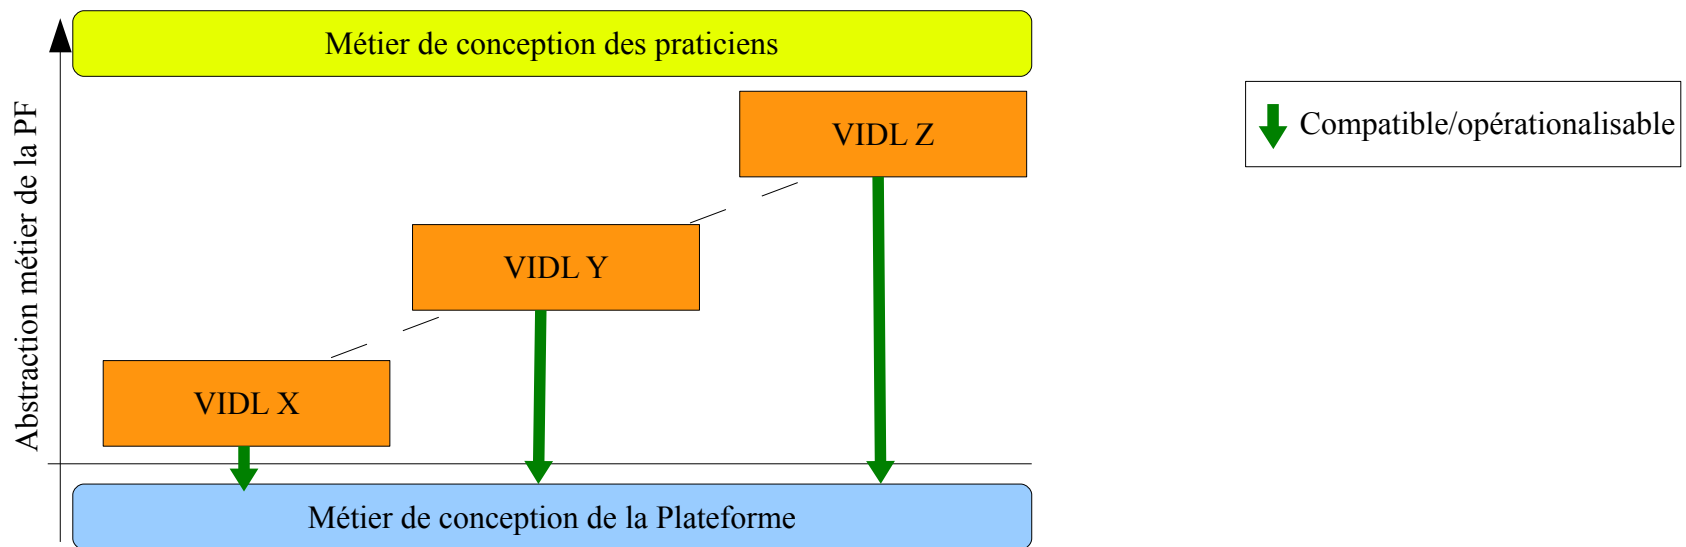 Métier de conception des praticiens
Abstraction métier de la PF
VIDL Z
Compatible/opérationalisable
VIDL Y
VIDL X
Métier de conception de la Plateforme